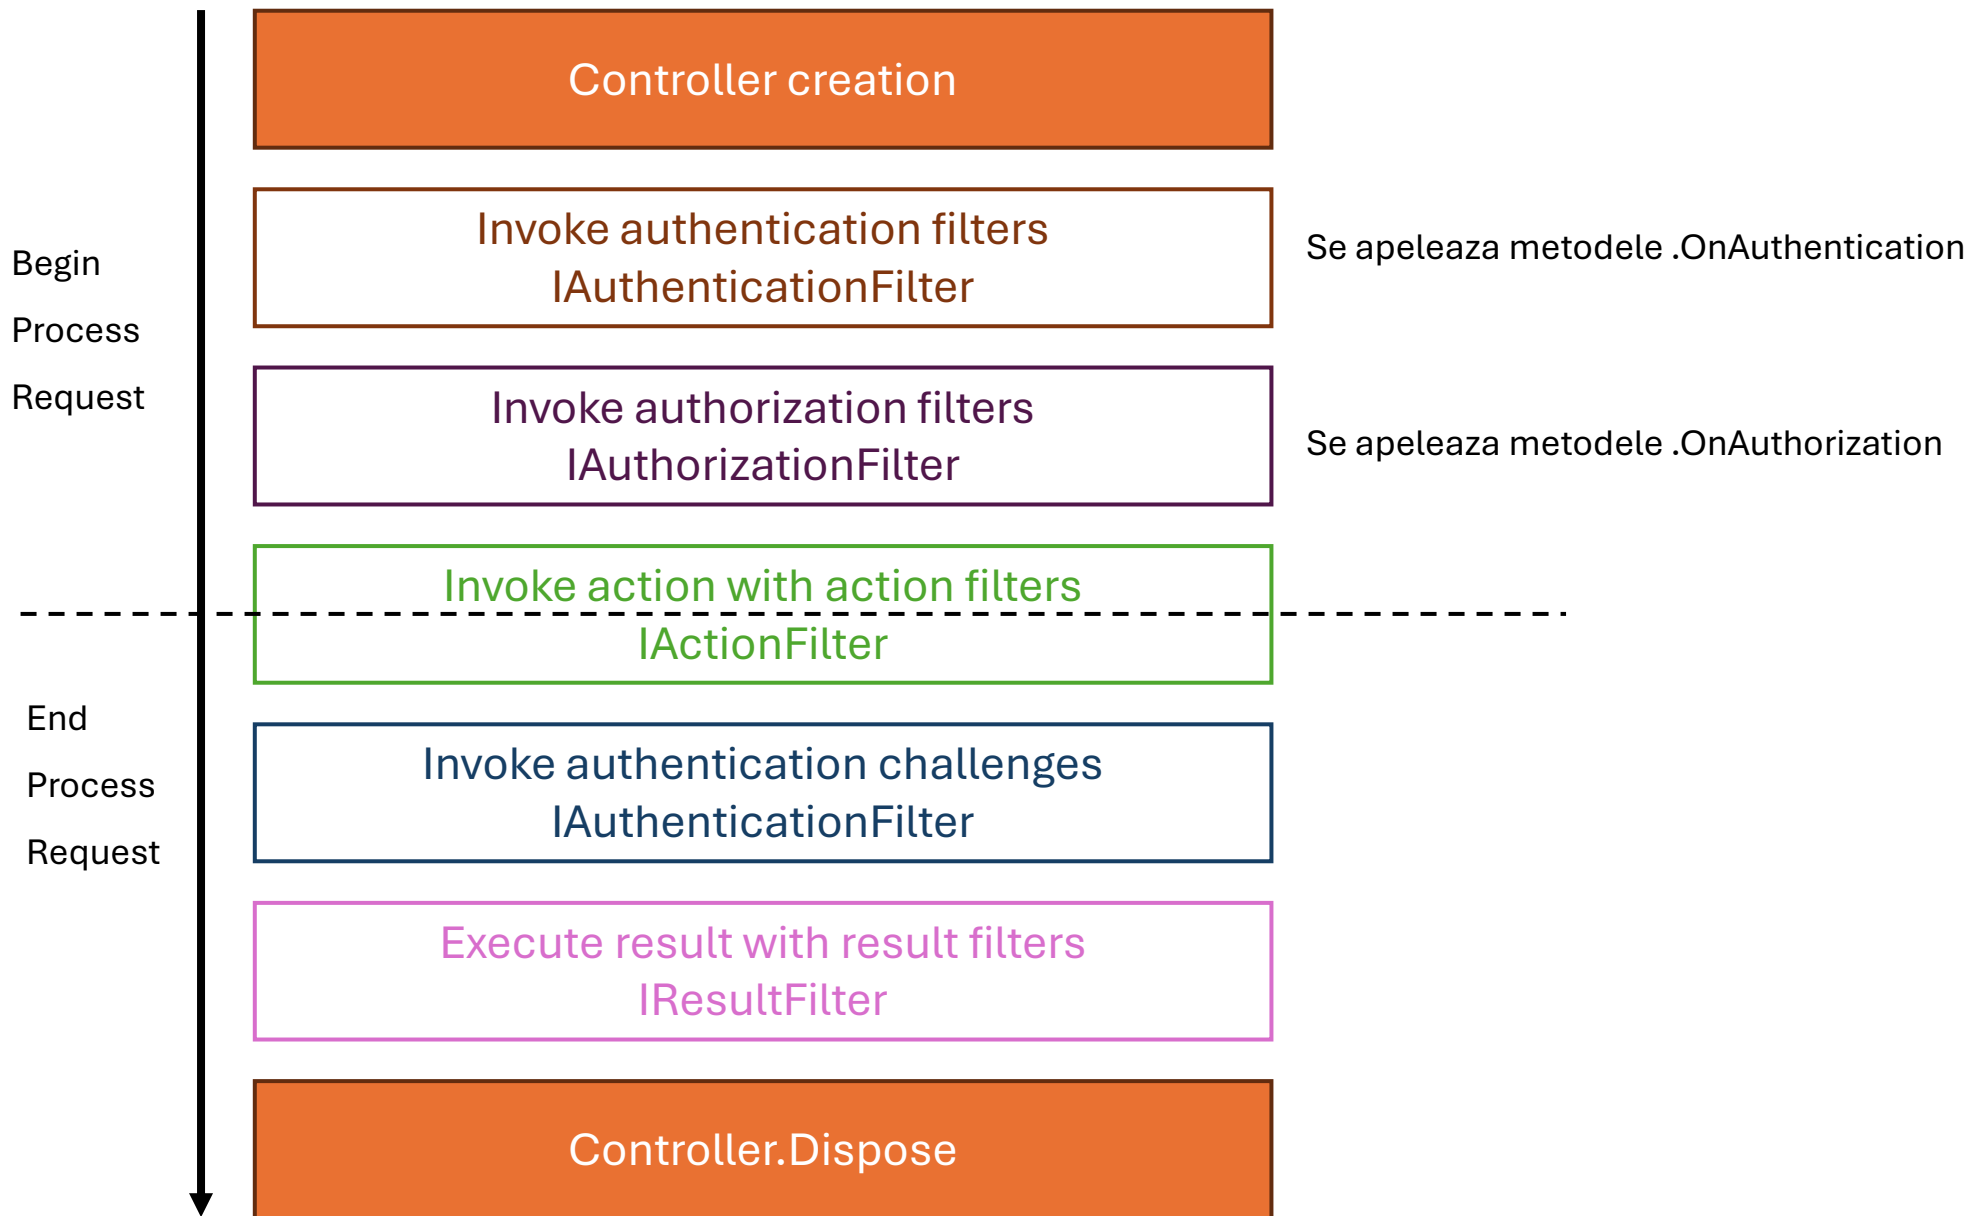 Controller creation
Invoke authentication filters
IAuthenticationFilter
Se apeleaza metodele .OnAuthentication
Begin
Process
Request
Invoke authorization filters
IAuthorizationFilter
Se apeleaza metodele .OnAuthorization
Invoke action with action filters
IActionFilter
End
Process
Request
Invoke authentication challenges
IAuthenticationFilter
Execute result with result filters
IResultFilter
Controller.Dispose